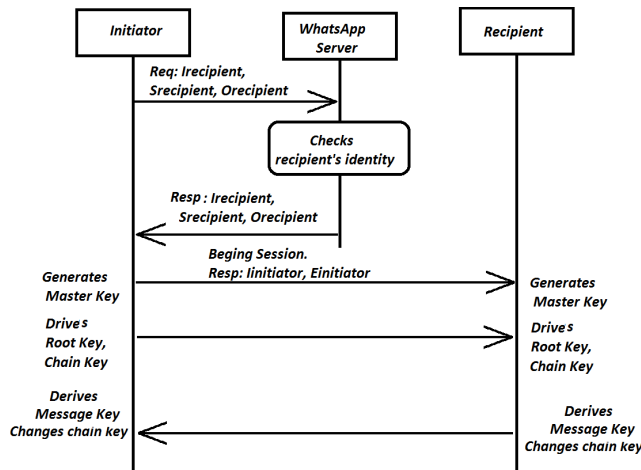 Initiator
WhatsApp
Server
Recipient
Req: Irecipient,
Srecipient, Orecipient
Checks
recipient's identity
Resp : Irecipient,
Srecipient, Orecipient
Beging Session.
Resp: Iinitiator, Einitiator
Generates
Master Key
Generates
Master Key
Drives
Root Key,
Chain Key
Drives
Root Key,
Chain Key
Derives
Message Key
Changes chain key
Derives
Message Key
Changes chain key